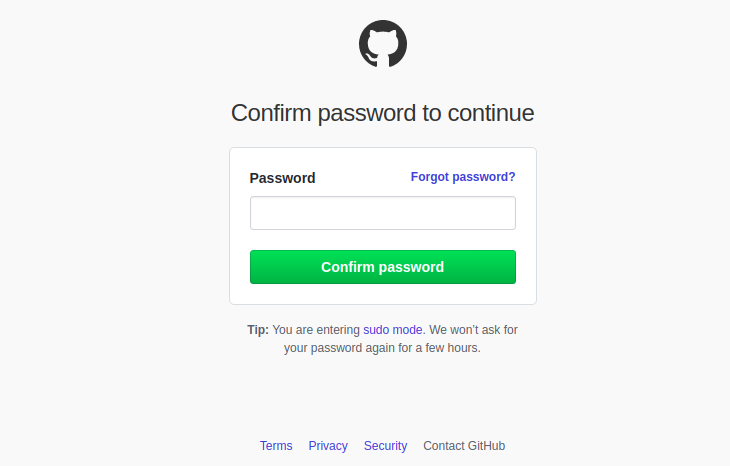 Confirm password to continue
Password Forgot password?
Confirm password
Tip: You are entering sudo mode. We won't ask for
your password again for a few hours.
Terms Privacy Security Contact GitHub